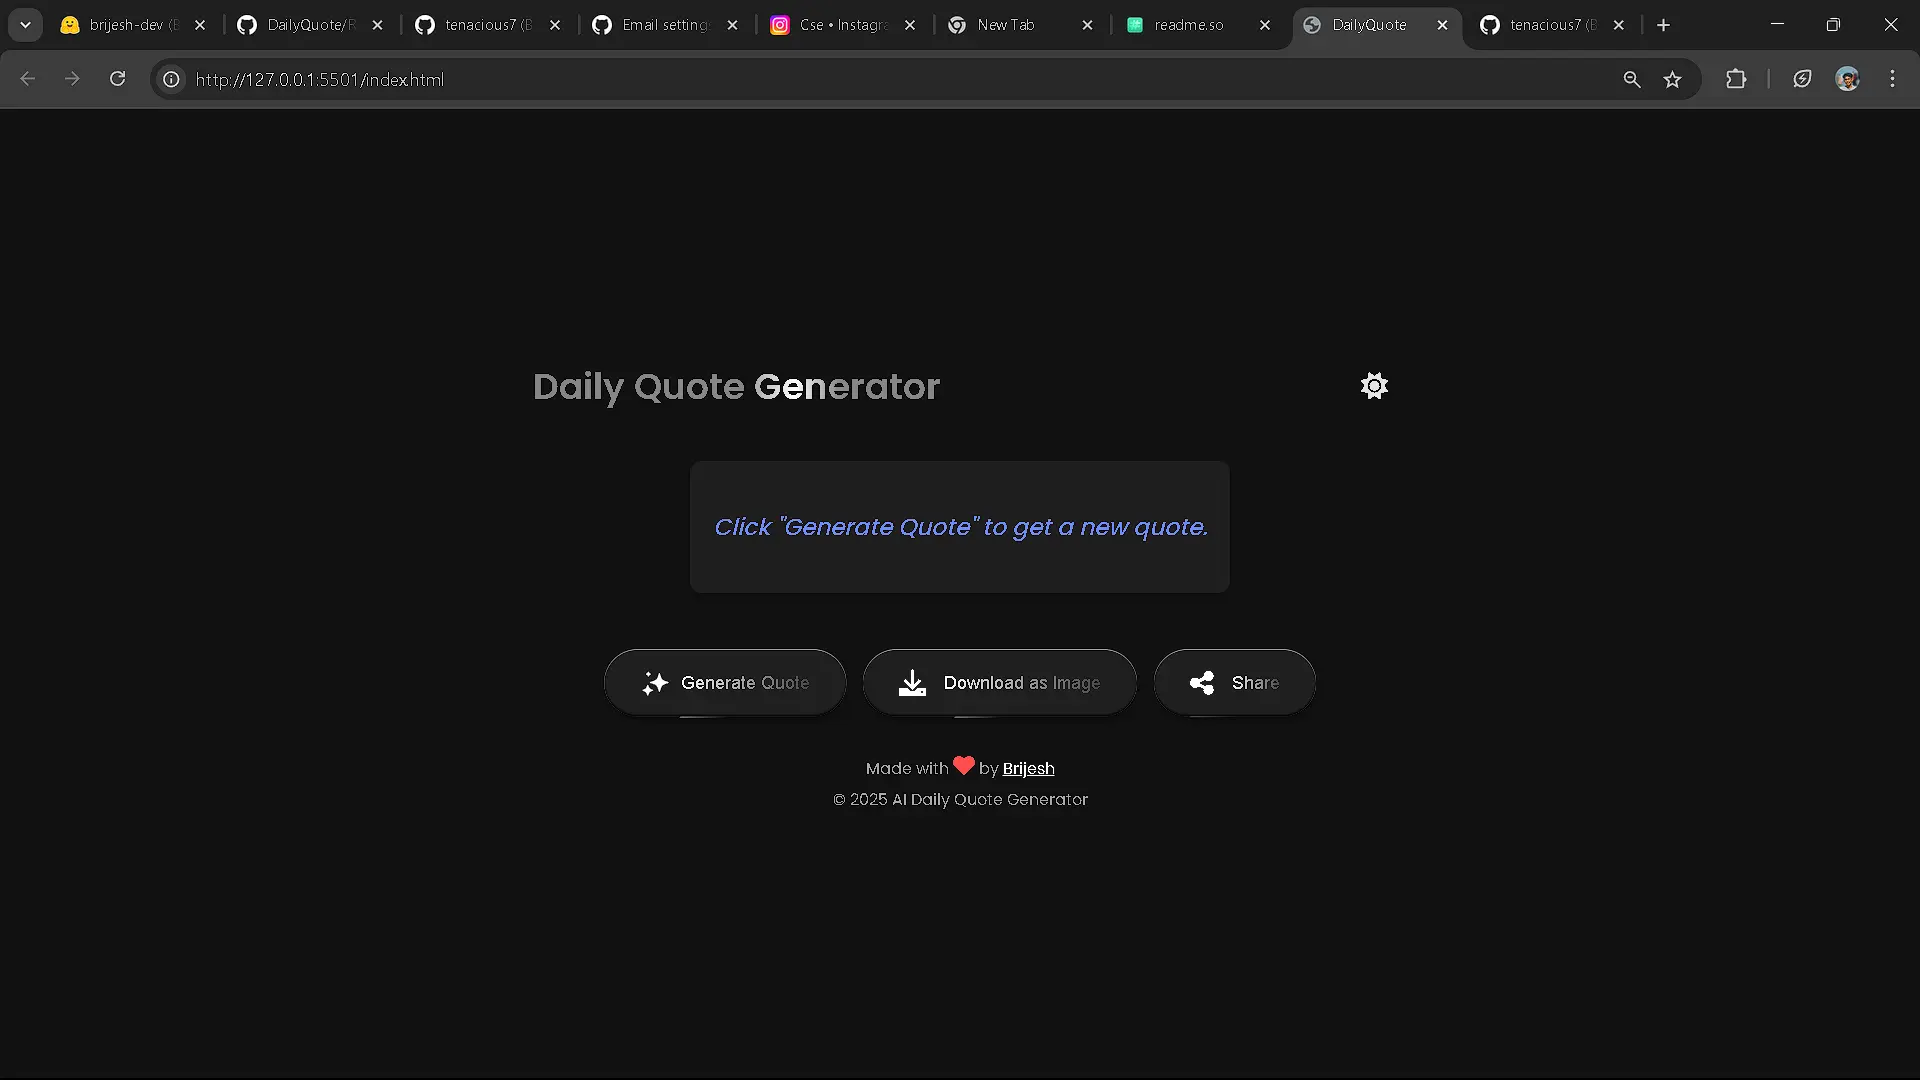 brijesh-dev (B
DailyQuote/R
tenacious7 (B
Email setting
Cse • Instagra
New Tab
readme.so
DailyQuote
tenacious7 (B
http://127.0.0.1:5501/index.html
Daily Quote Generator
Click "Generate Quote" to get a new quote.
Generate Quote
Download as Image
Share
Made with ❤ by Brijesh
© 2025 AI Daily Quote Generator